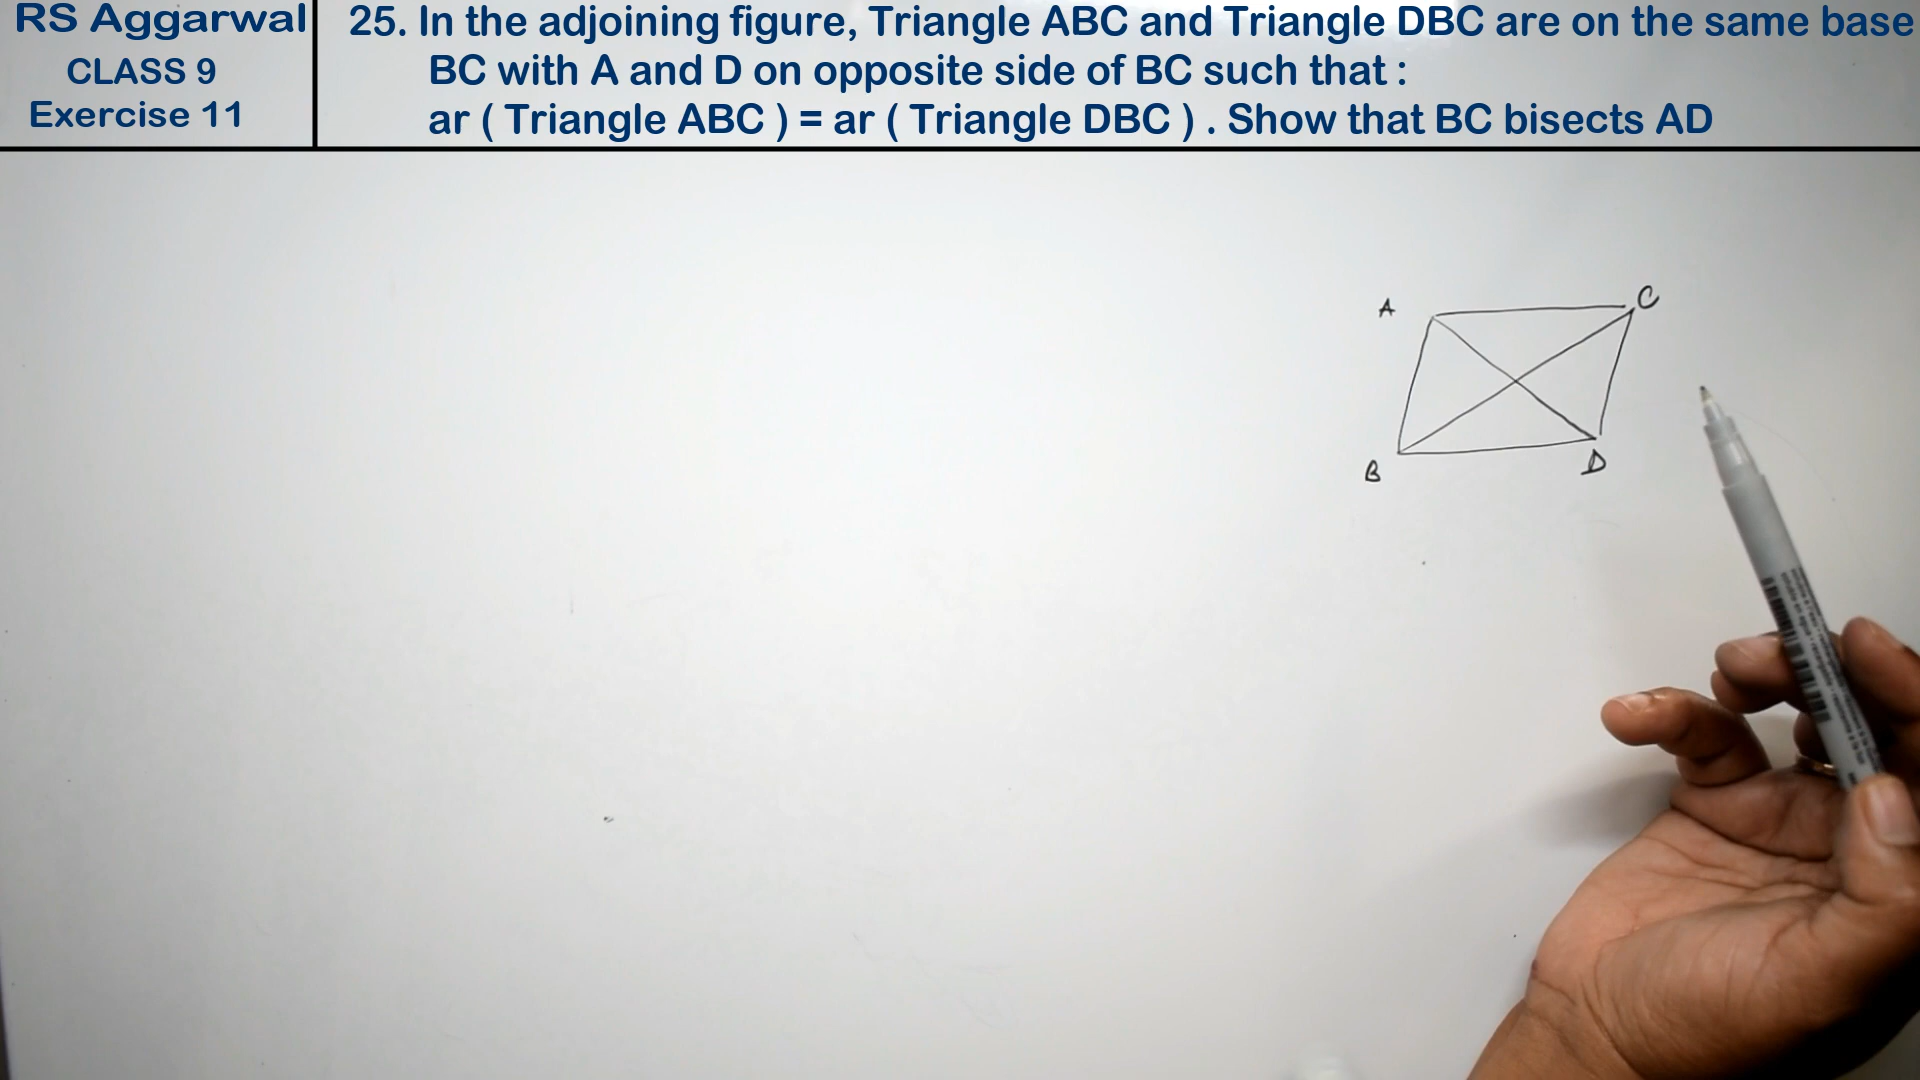 RS Aggarwal
CLASS 9
Exercise 11
25. In the adjoining figure, Triangle ABC and Triangle DBC are on the same base
BC with A and D on opposite side of BC such that :
ar ( Triangle ABC ) = ar ( Triangle DBC ) . Show that BC bisects AD
A
C
B
D